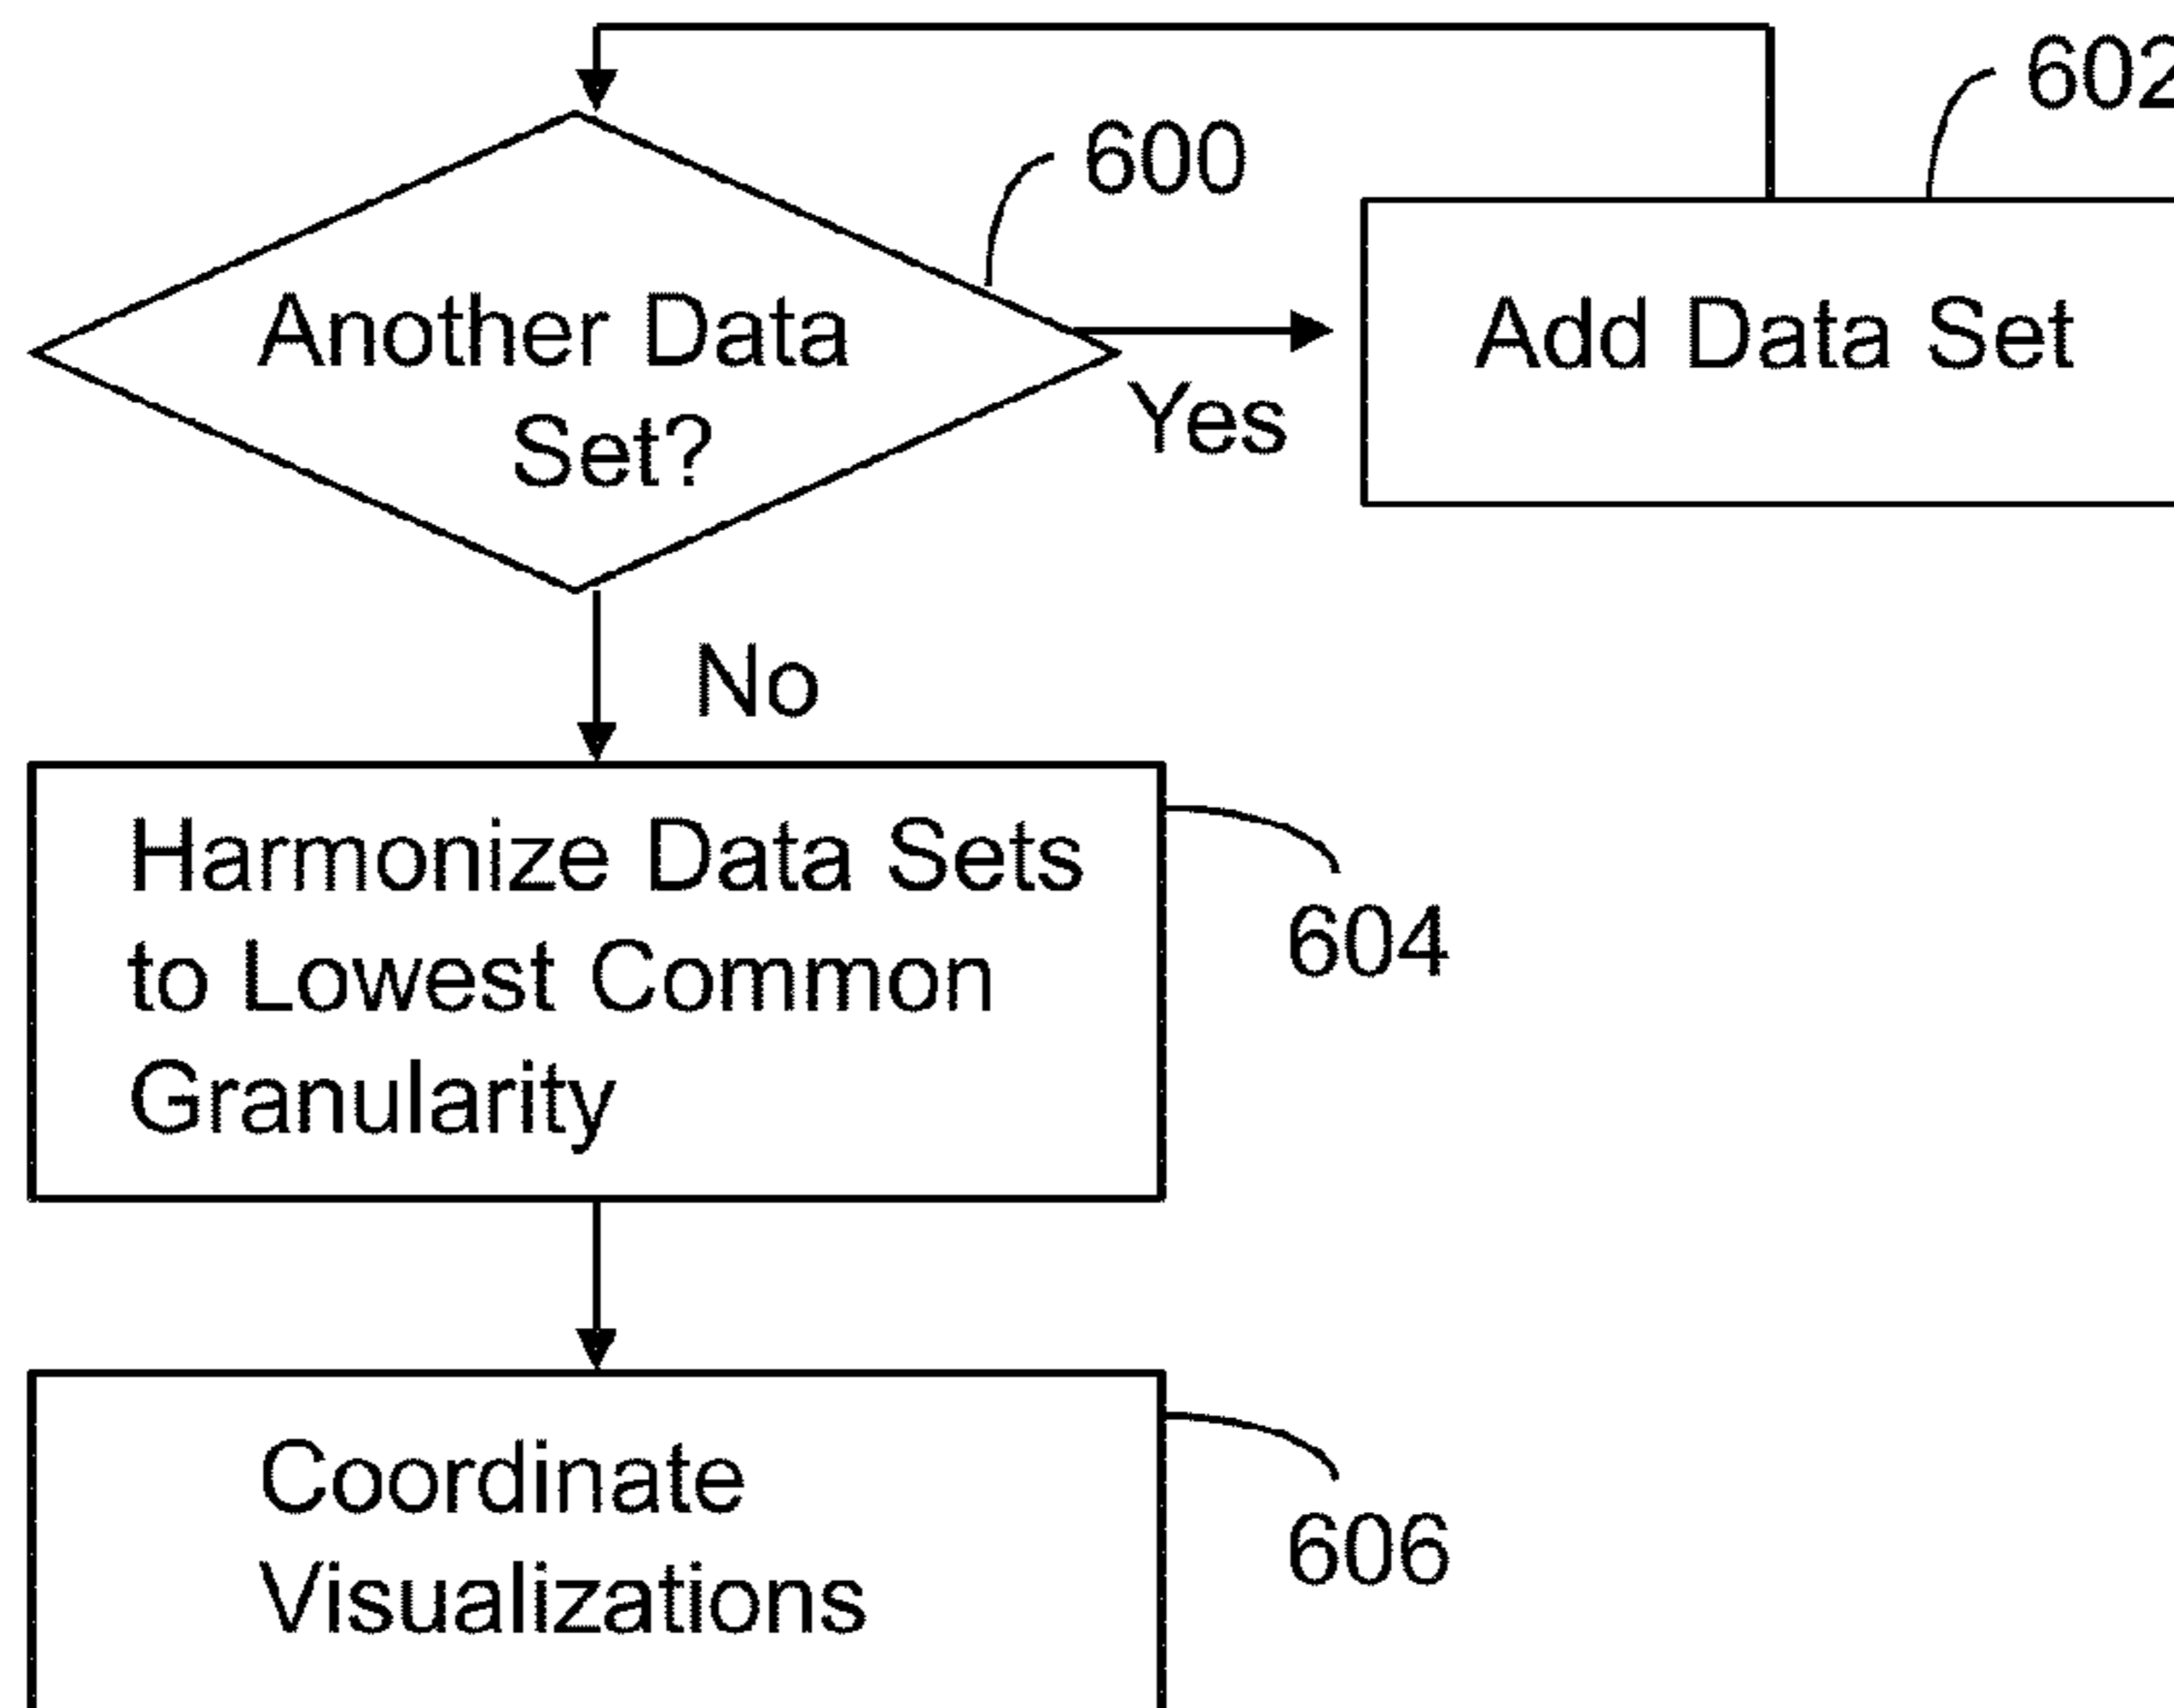 602
600
Another Data
Set?
Add Data Set
Yes
No
Harmonize Data Sets
to Lowest Common
Granularity
604
Coordinate
Visualizations
606